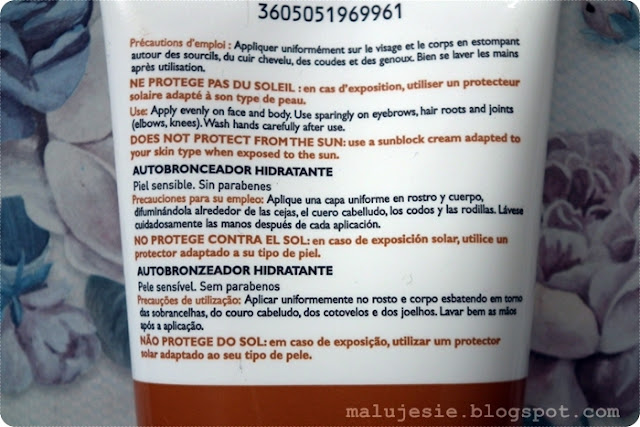 3605051969961
Précautions d'emploi : Appliquer uniformément sur le visage et le corps en estompant
autour des sourcils, du cuir chevelu, des coudes et des genoux. Bien se laver les mains
après utilisation.
NE PROTEGE PAS DU SOLEIL : en cas d'exposition, utiliser un protecteur
solaire adapté à son type de peau.
Use: Apply evenly on face and body. Use sparingly on eyebrows, hair roots and joints
(elbows, knees). Wash hands carefully after use.
DOES NOT PROTECT FROM THE SUN: use a sunblock cream adapted to
your skin type when exposed to the sun.
AUTOBRONCEADOR HIDRATANTE
Piel sensible. Sin parabenes
Precauciones para su empleo: Aplique una capa uniforme en rostro y cuerpo,
difuminándola alrededor de las cejas, el cuero cabelludo, los codos y las rodillas. Lávese
cuidadosamente las manos después de cada aplicación.
NO PROTEGE CONTRA EL SOL: en caso de exposición solar, utilice un
protector adaptado a su tipo de piel.
AUTOBRONZEADOR HIDRATANTE
Pele sensível. Sem parabenos
Precauções de utilização: Aplicar uniformemente no rosto e corpo esbatendo em torno
das sobrancelhas, do couro cabeludo, dos cotovelos e dos joelhos. Lavar bem as mãos
após a aplicação.
NÃO PROTEGE DO SOL: em caso de exposição, utilizar um protector
solar adaptado ao seu tipo de pele.
malujesie.blogspot.com